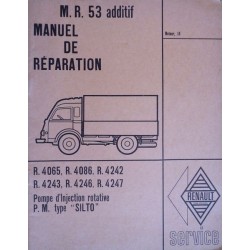 M. R. 53 additif
MANUEL
DE
RÉPARATION
R. 4065, R. 4086, R. 4242
R. 4243, R. 4246, R. 4247
Pompe d'Injection rotative
P. M. type "SILTO"
RENAULT
service